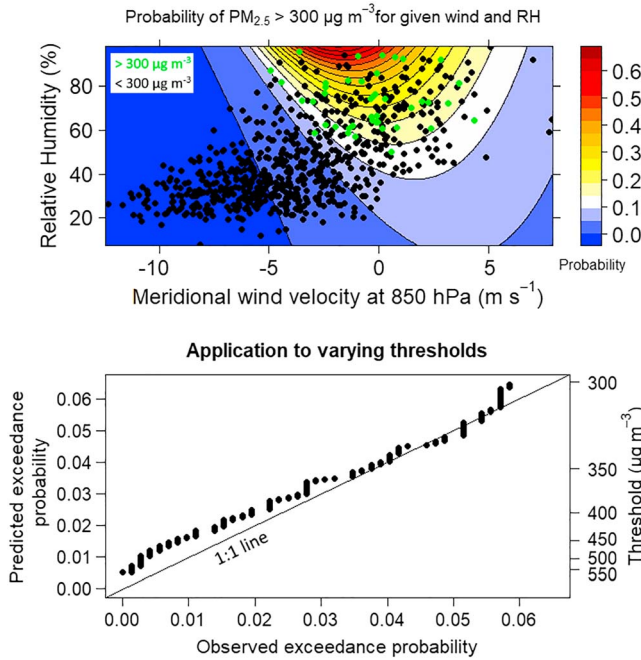 Probability of PM2.5 > 300 µg m⁻³ for given wind and RH
> 300 µg m⁻³
< 300 µg m⁻³
Relative Humidity (%)
80
60
40
20
-10
-5
0
5
Meridional wind velocity at 850 hPa (m s⁻¹)
0.6
0.5
0.4
0.3
0.2
0.1
0.0
Probability
Application to varying thresholds
Predicted exceedance
probability
0.06
0.05
0.04
0.03
0.02
0.01
0.00
1:1 line
0.00
0.01
0.02
0.03
0.04
0.05
0.06
Observed exceedance probability
300
350
400
450
500
550
Threshold (µg m⁻³)